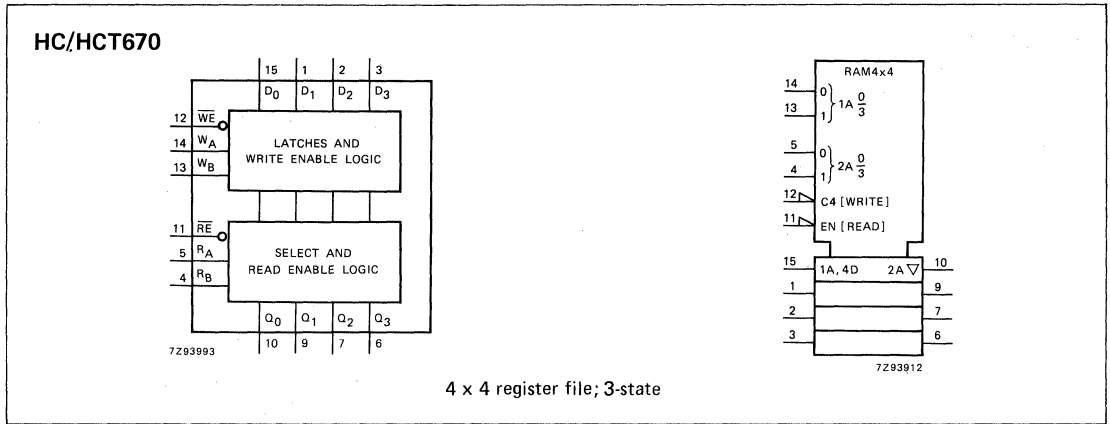 HC/HCT670
15 1 2 3
D0 D1 D2 D3
12 WE
14 WA
13 WB
LATCHES AND
WRITE ENABLE LOGIC
11 RE
5 RA
4 RB
SELECT AND
READ ENABLE LOGIC
Q0 Q1 Q2 Q3
10 9 7 6
7Z93993
RAM4x4
14 0
13 1
} 1A 0/3
5 0
4 1
} 2A 0/3
12 C4 [WRITE]
11 EN [READ]
15 1A, 4D 2A ▽ 10
1 9
2 7
3 6
7Z93912
4 x 4 register file; 3-state